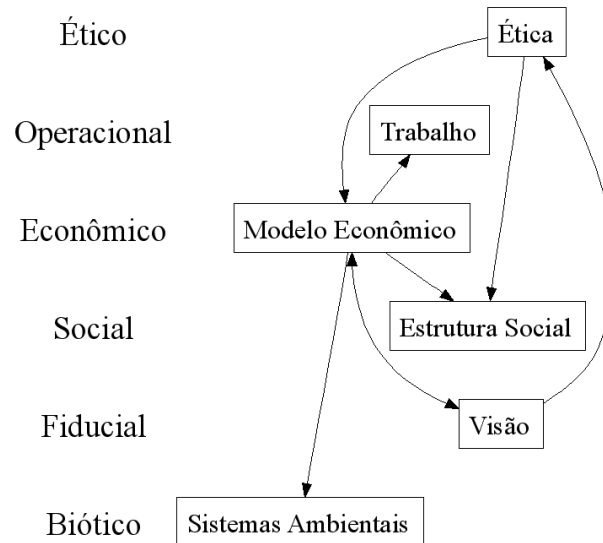 Ético
Ética
Operacional
Trabalho
Econômico
Modelo Econômico
Social
Estrutura Social
Fiducial
Visão
Biótico
Sistemas Ambientais